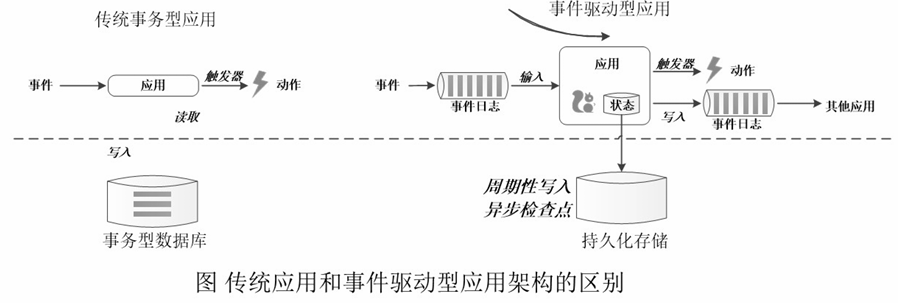 传统事务型应用
事件驱动型应用
事件
应用
触发器
动作
读取
写入
事务型数据库
事件
事件日志
输入
应用
状态
触发器
动作
写入
事件日志
其他应用
周期性写入
异步检查点
持久化存储
图 传统应用和事件驱动型应用架构的区别